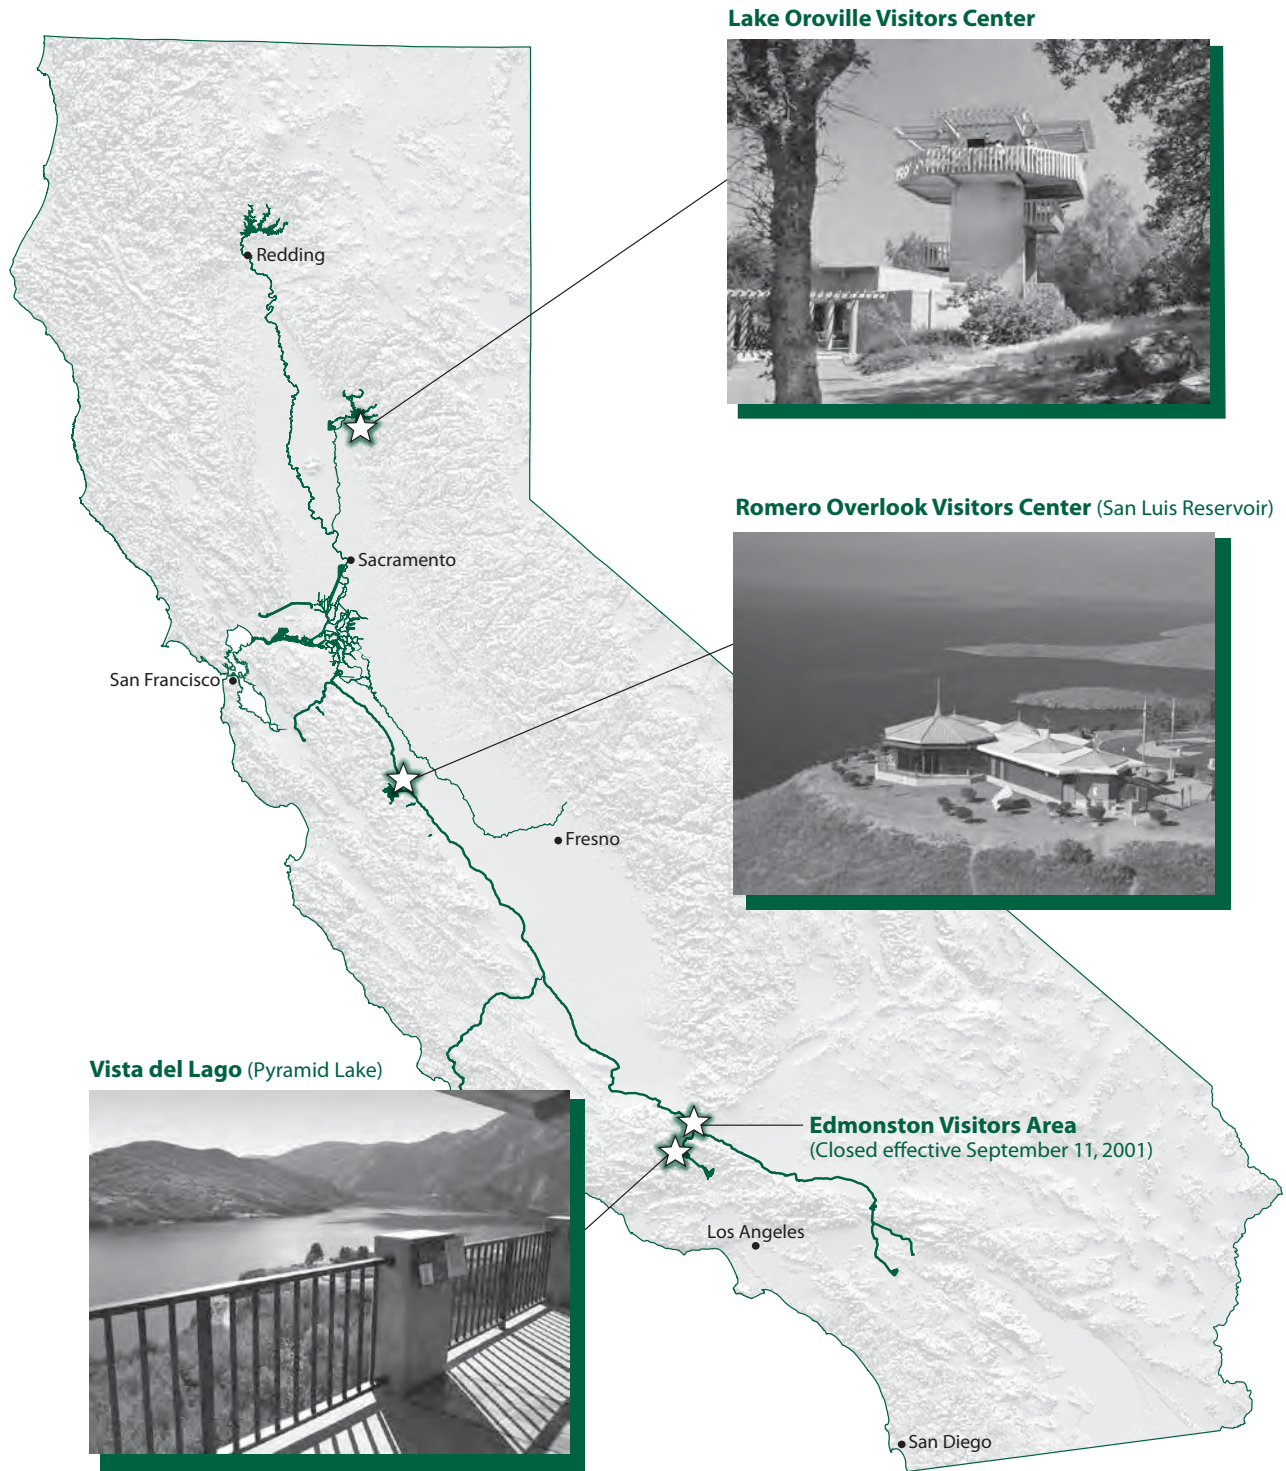 Lake Oroville Visitors Center
Redding
Sacramento
Romero Overlook Visitors Center (San Luis Reservoir)
San Francisco
Fresno
Vista del Lago (Pyramid Lake)
Edmonston Visitors Area
(Closed effective September 11, 2001)
Los Angeles
San Diego